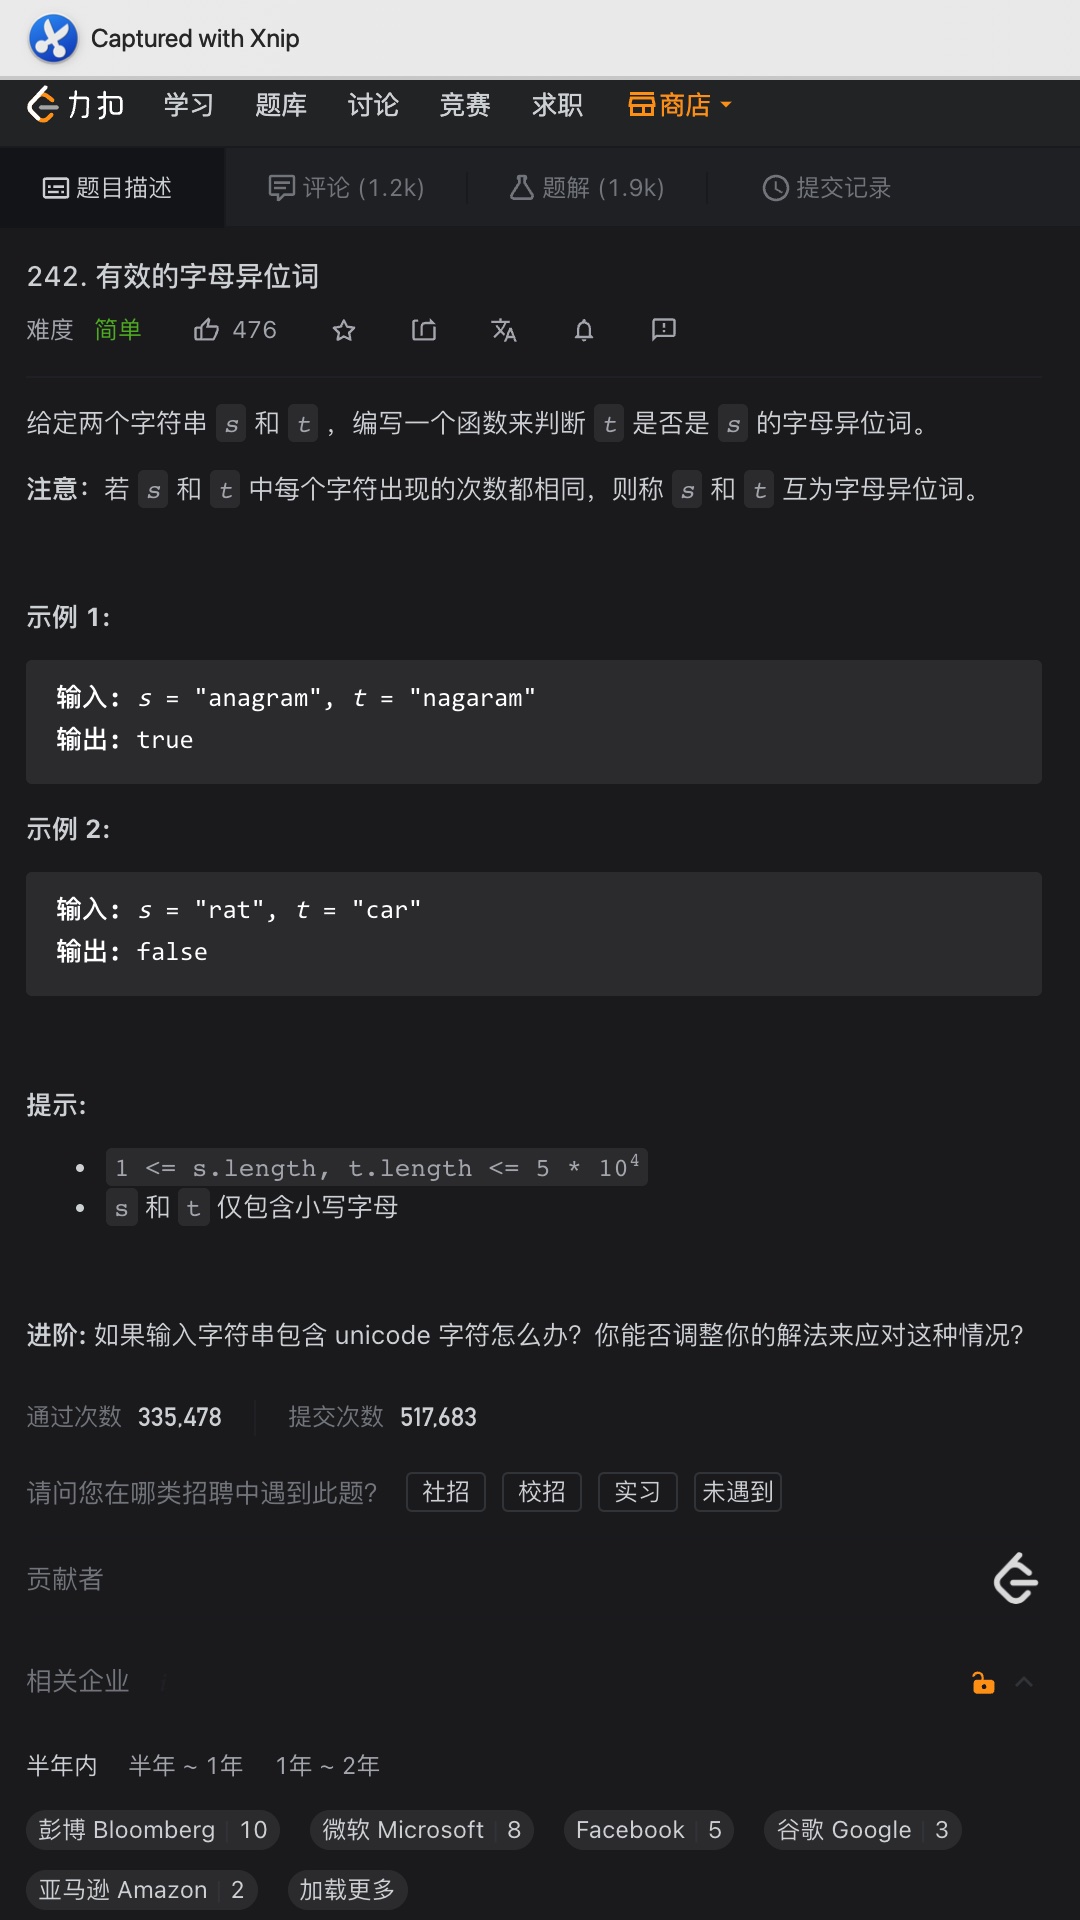 Captured with Xnip
力扣 学习 题库 讨论 竞赛 求职 商店
题目描述 评论 (1.2k) 题解 (1.9k) 提交记录
242. 有效的字母异位词
难度 简单 476
给定两个字符串 s 和 t ，编写一个函数来判断 t 是否是 s 的字母异位词。
注意：若 s 和 t 中每个字符出现的次数都相同，则称 s 和 t 互为字母异位词。
示例 1:
输入: s = "anagram", t = "nagaram"
输出: true
示例 2:
输入: s = "rat", t = "car"
输出: false
提示:
1 <= s.length, t.length <= 5 * 10⁴
s 和 t 仅包含小写字母
进阶: 如果输入字符串包含 unicode 字符怎么办？你能否调整你的解法来应对这种情况？
通过次数 335,478 提交次数 517,683
请问您在哪类招聘中遇到此题？ 社招 校招 实习 未遇到
贡献者
相关企业
半年内 半年 ~ 1年 1年 ~ 2年
彭博 Bloomberg 10 微软 Microsoft 8 Facebook 5 谷歌 Google 3
亚马逊 Amazon 2 加载更多